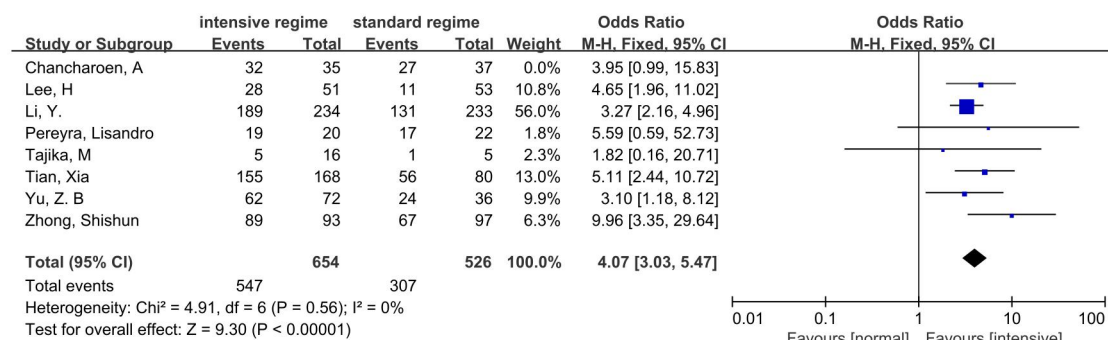 intensive regime standard regime Odds Ratio Odds Ratio
Study or Subgroup Events Total Events Total Weight M-H, Fixed, 95% CI M-H, Fixed, 95% CI
Chancharoen, A 32 35 27 37 0.0% 3.95 [0.99, 15.83]
Lee, H 28 51 11 53 10.8% 4.65 [1.96, 11.02]
Li, Y. 189 234 131 233 56.0% 3.27 [2.16, 4.96]
Pereyra, Lisandro 19 20 17 22 1.8% 5.59 [0.59, 52.73]
Tajika, M 5 16 1 5 2.3% 1.82 [0.16, 20.71]
Tian, Xia 155 168 56 80 13.0% 5.11 [2.44, 10.72]
Yu, Z. B 62 72 24 36 9.9% 3.10 [1.18, 8.12]
Zhong, Shishun 89 93 67 97 6.3% 9.96 [3.35, 29.64]
Total (95% CI) 654 526 100.0% 4.07 [3.03, 5.47]
Total events 547 307
Heterogeneity: Chi² = 4.91, df = 6 (P = 0.56); I² = 0%
Test for overall effect: Z = 9.30 (P < 0.00001)
0.01 0.1 1 10 100
Favours [normal] Favours [intensive]